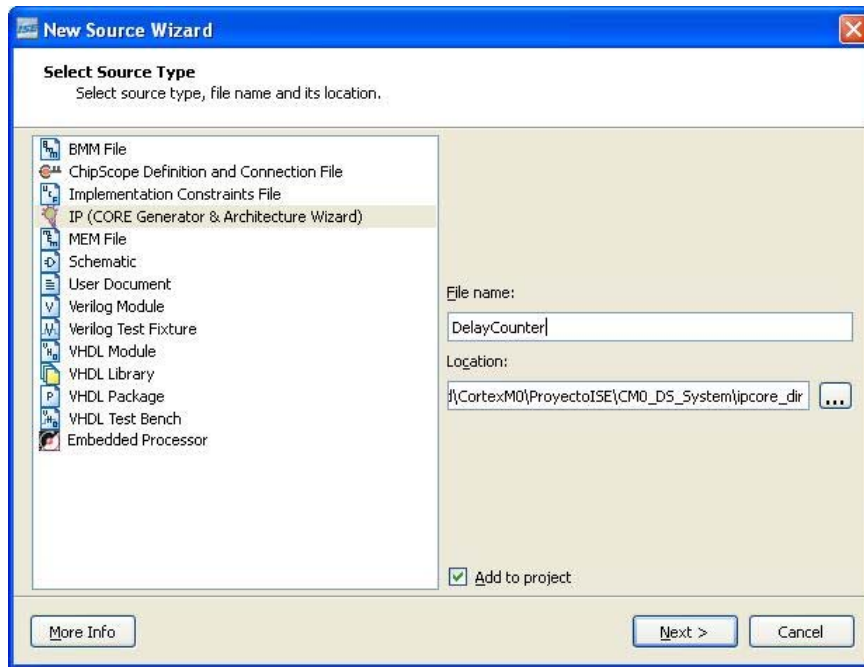 ISE New Source Wizard
Select Source Type
Select source type, file name and its location.
BMM File
ChipScope Definition and Connection File
Implementation Constraints File
IP (CORE Generator & Architecture Wizard)
MEM File
Schematic
User Document
Verilog Module
Verilog Test Fixture
VHDL Module
VHDL Library
VHDL Package
VHDL Test Bench
Embedded Processor
File name:
DelayCounter
Location:
\CortexM0\ProyectoISE\CM0_DS_System\ipcore_dir
...
Add to project
More Info
Next >
Cancel